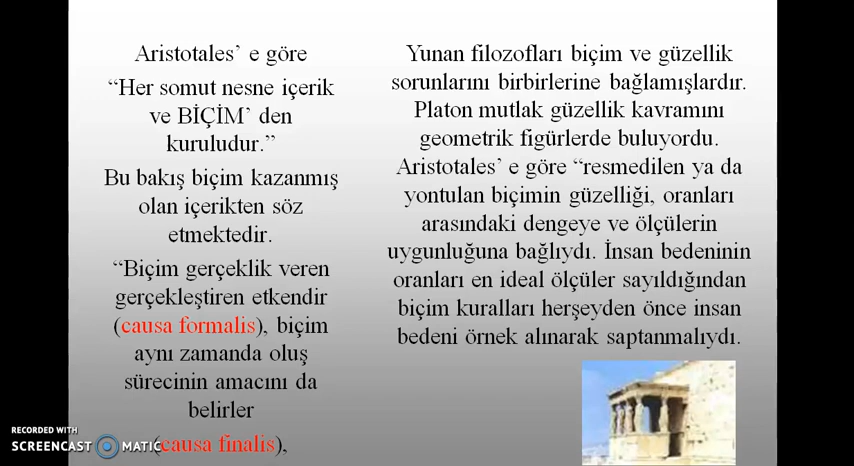 Aristotales’ e göre
“Her somut nesne içerik
ve BİÇİM’ den
kuruludur.”
Bu bakış biçim kazanmış
olan içerikten söz
etmektedir.
“Biçim gerçeklik veren
gerçekleştiren etkendir
(causa formalis), biçim
aynı zamanda oluş
sürecinin amacını da
belirler
(causa finalis),
Yunan filozofları biçim ve güzellik
sorunlarını birbirlerine bağlamışlardır.
Platon mutlak güzellik kavramını
geometrik figürlerde buluyordu.
Aristotales’ e göre “resmedilen ya da
yontulan biçimin güzelliği, oranları
arasındaki dengeye ve ölçülerin
uygunluğuna bağlıydı. İnsan bedeninin
oranları en ideal ölçüler sayıldığından
biçim kuralları herşeyden önce insan
bedeni örnek alınarak saptanmalıydı.
RECORDED WITH
SCREENCAST MATIC